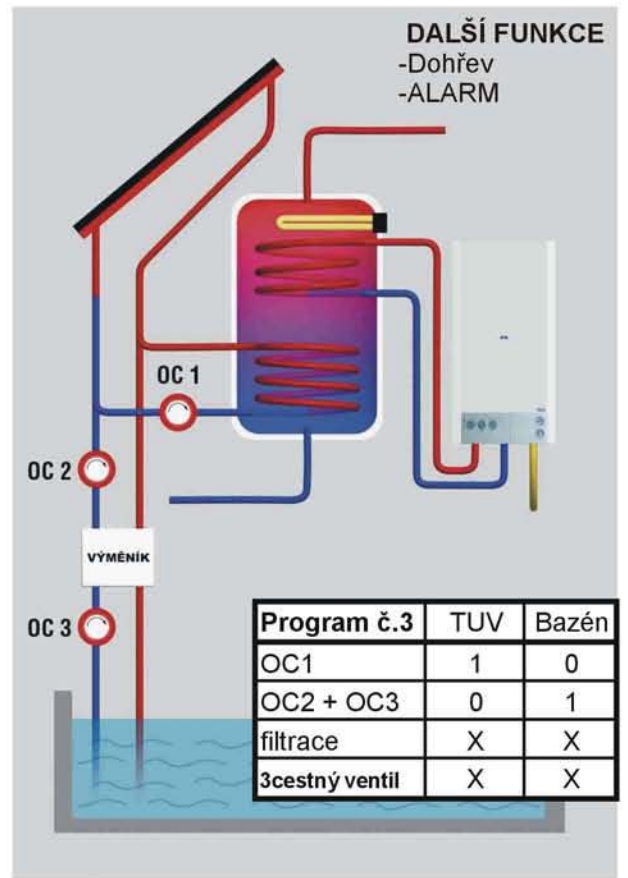 DALŠÍ FUNKCE
-Dohřev
-ALARM
OC 1
OC 2
VÝMĚNÍK
OC 3
Program č.3 TUV Bazén
OC1 1 0
OC2 + OC3 0 1
filtrace X X
3cestný ventil X X